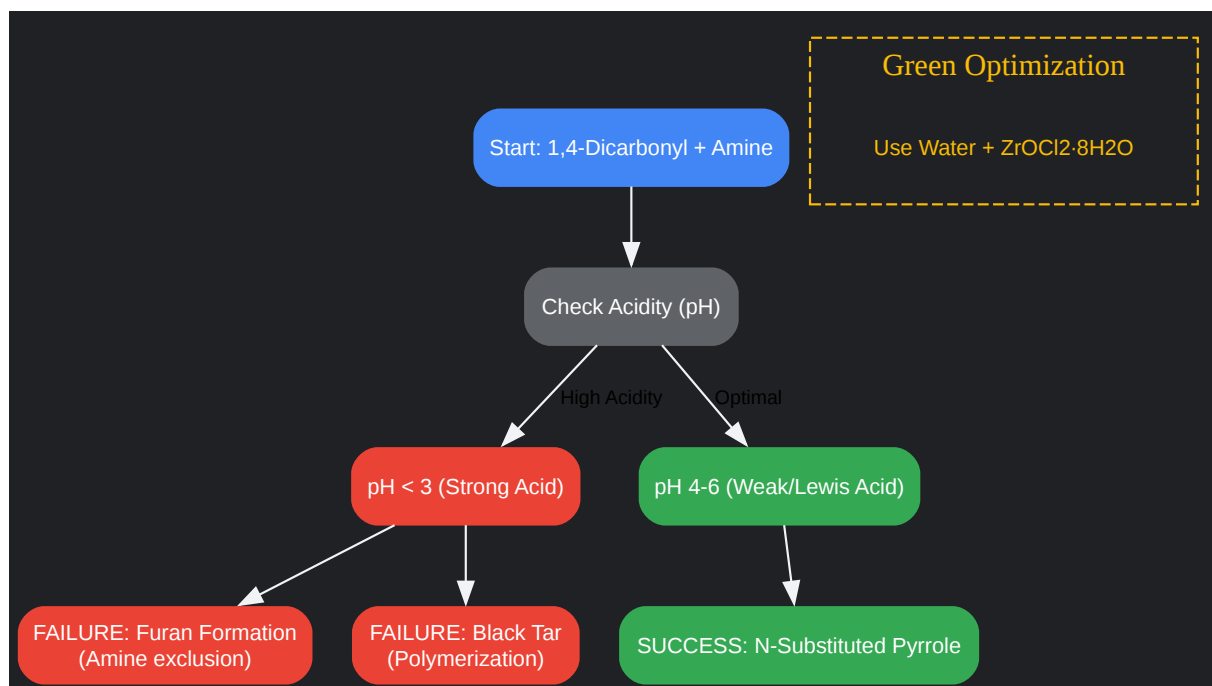 Green Optimization
Use Water + ZrOCl2·8H2O
Start: 1,4-Dicarbonyl + Amine
Check Acidity (pH)
High Acidity
Optimal
pH < 3 (Strong Acid)
pH 4-6 (Weak/Lewis Acid)
FAILURE: Furan Formation
(Amine exclusion)
FAILURE: Black Tar
(Polymerization)
SUCCESS: N-Substituted Pyrrole